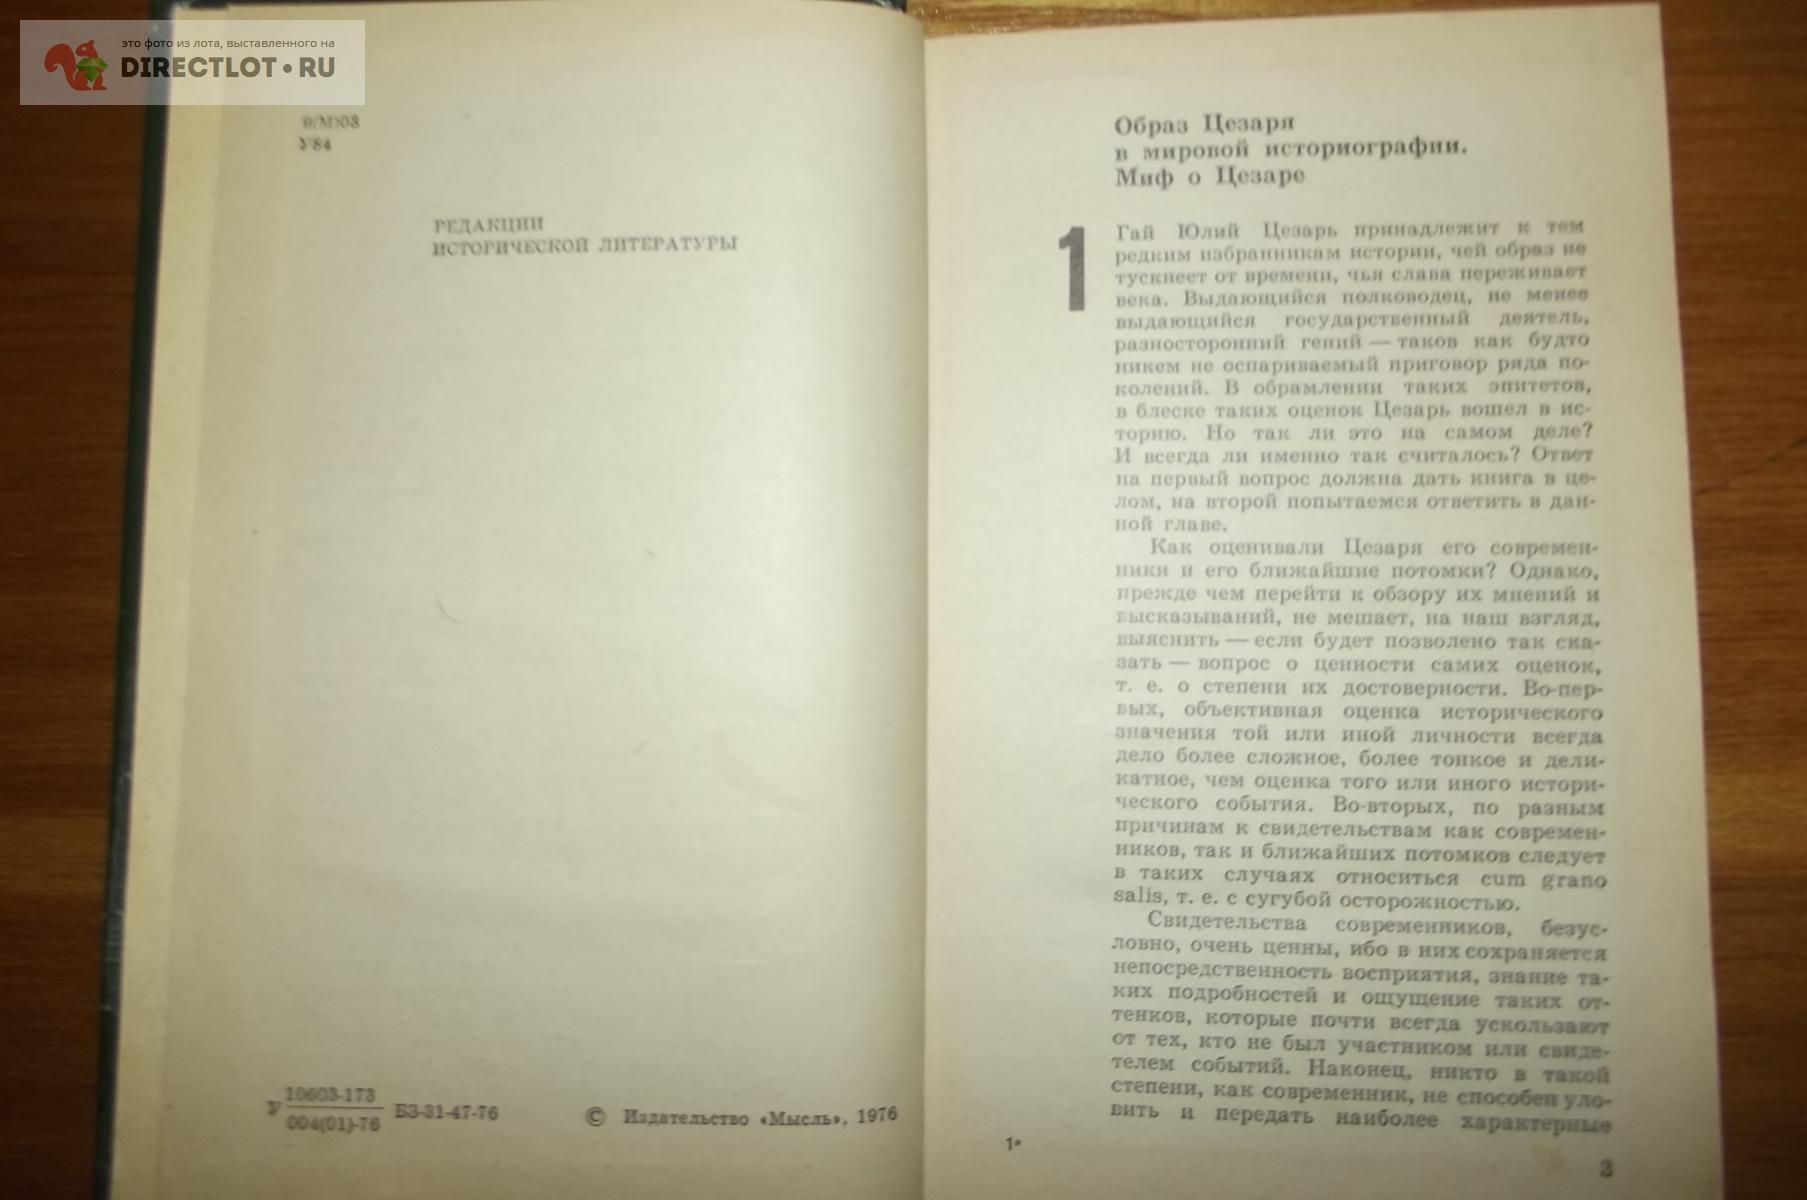 это фото из лота, выставленного на
DIRECTLOT•RU
9(М)03
У84
РЕДАКЦИИ
ИСТОРИЧЕСКОЙ ЛИТЕРАТУРЫ
У 10603-173
004(01)-76
БЗ-31-47-76
© Издательство «Мысль», 1976
Образ Цезаря
в мировой историографии.
Миф о Цезаре
1
Гай Юлий Цезарь принадлежит к тем
редким избранникам истории, чей образ не
тускнеет от времени, чья слава переживает
века. Выдающийся полководец, не менее
выдающийся государственный деятель,
разносторонний гений — таков как будто
никем не оспариваемый приговор ряда по-
колений. В обрамлении таких эпитетов,
в блеске таких оценок Цезарь вошел в ис-
торию. Но так ли это на самом деле?
И всегда ли именно так считалось? Ответ
на первый вопрос должна дать книга в це-
лом, на второй попытаемся ответить в дан-
ной главе.
Как оценивали Цезаря его современ-
ники и его ближайшие потомки? Однако,
прежде чем перейти к обзору их мнений и
высказываний, не мешает, на наш взгляд,
выяснить — если будет позволено так ска-
зать — вопрос о ценности самих оценок,
т. е. о степени их достоверности. Во-пер-
вых, объективная оценка исторического
значения той или иной личности всегда
дело более сложное, более тонкое и дели-
катное, чем оценка того или иного истори-
ческого события. Во-вторых, по разным
причинам к свидетельствам как современ-
ников, так и ближайших потомков следует
в таких случаях относиться cum grano
salis, т. е. с сугубой осторожностью.
Свидетельства современников, безус-
ловно, очень ценны, ибо в них сохраняется
непосредственность восприятия, знание та-
ких подробностей и ощущение таких от-
тенков, которые почти всегда ускользают
от тех, кто не был участником или свиде-
телем событий. Наконец, никто в такой
степени, как современник, не способен уло-
вить и передать наиболее характерные
1*
3